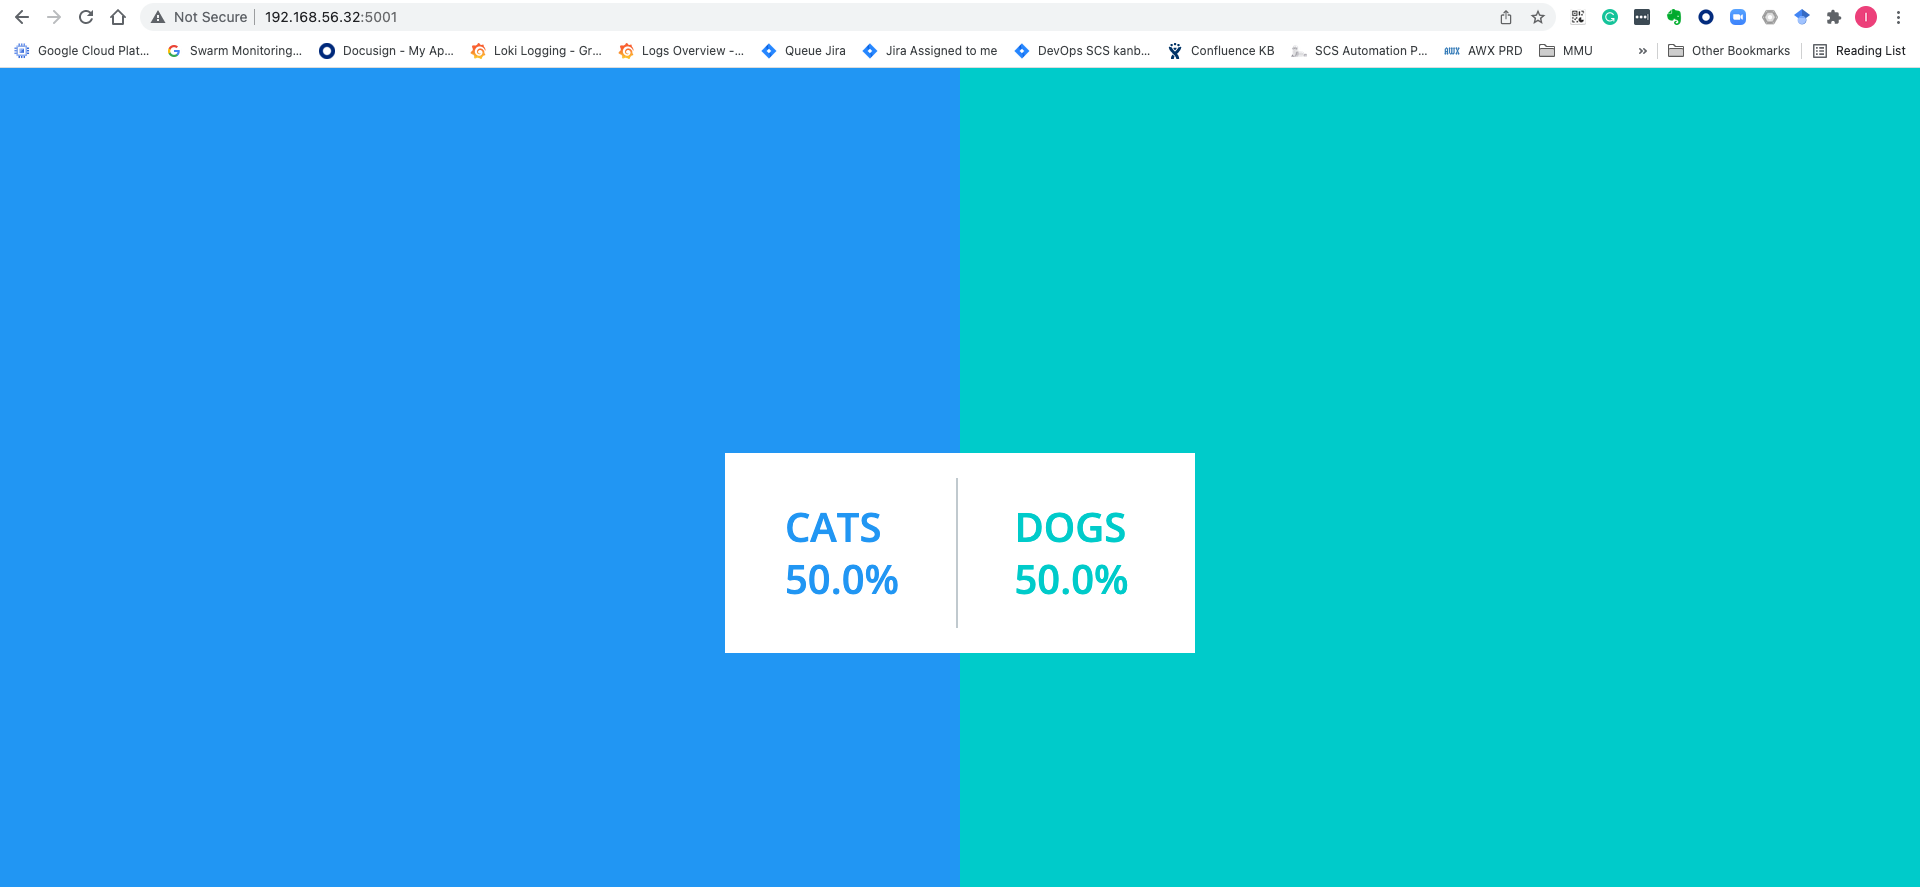 Not Secure 192.168.56.32:5001
I
Google Cloud Plat... Swarm Monitoring... Docusign - My Ap... Loki Logging - Gr... Logs Overview -... Queue Jira Jira Assigned to me DevOps SCS kanb... Confluence KB SCS Automation P... AWX AWX PRD MMU » Other Bookmarks Reading List
CATS
50.0%
DOGS
50.0%